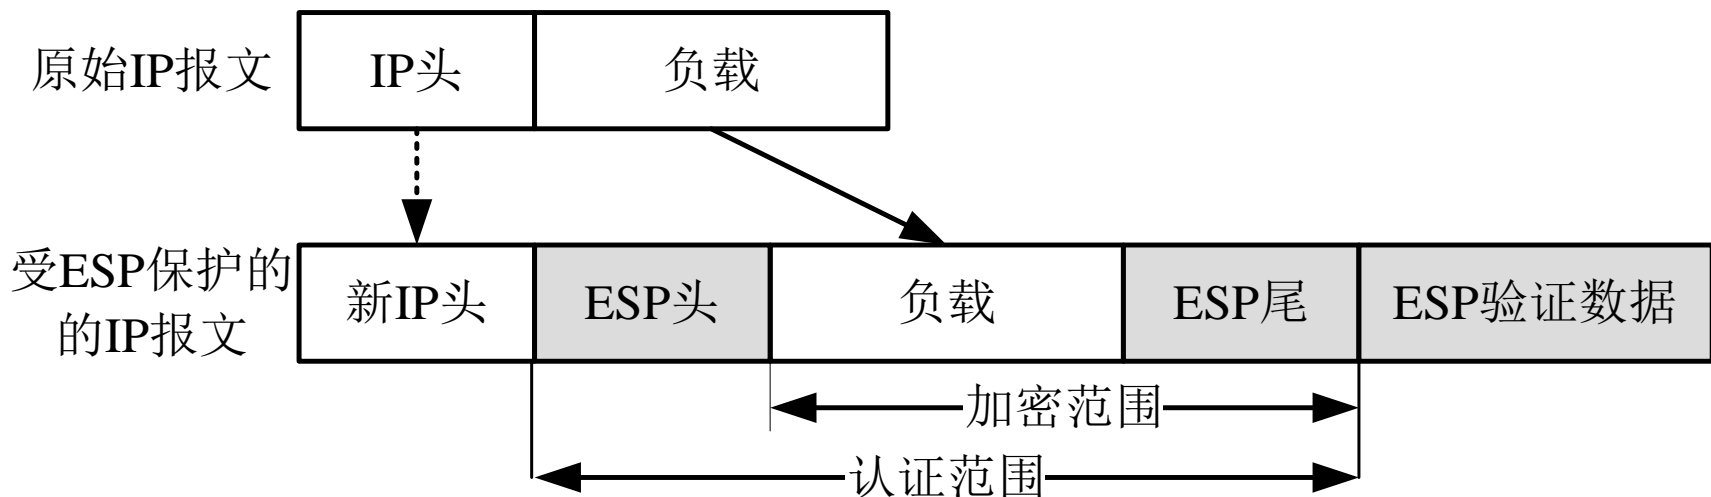 原始IP报文
IP头
负载
受ESP保护的
的IP报文
新IP头
ESP头
负载
ESP尾
ESP验证数据
加密范围
认证范围